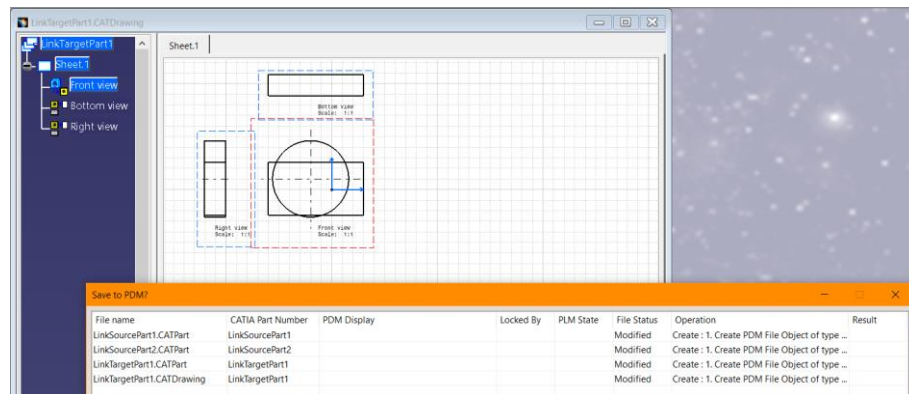 LinkTargetPart1.CATDrawing
LinkTargetPart1
Sheet.1
Front view
Bottom view
Right view
Sheet.1
Bottom view
Scale: 1:1
Right view
Scale: 1:1
Front view
Scale: 1:1
Save to PDM?
File name CATIA Part Number PDM Display Locked By PLM State File Status Operation Result
LinkSourcePart1.CATPart LinkSourcePart1 Modified Create : 1. Create PDM File Object of type ...
LinkSourcePart2.CATPart LinkSourcePart2 Modified Create : 1. Create PDM File Object of type ...
LinkTargetPart1.CATPart LinkTargetPart1 Modified Create : 1. Create PDM File Object of type ...
LinkTargetPart1.CATDrawing LinkTargetPart1 Modified Create : 1. Create PDM File Object of type ...